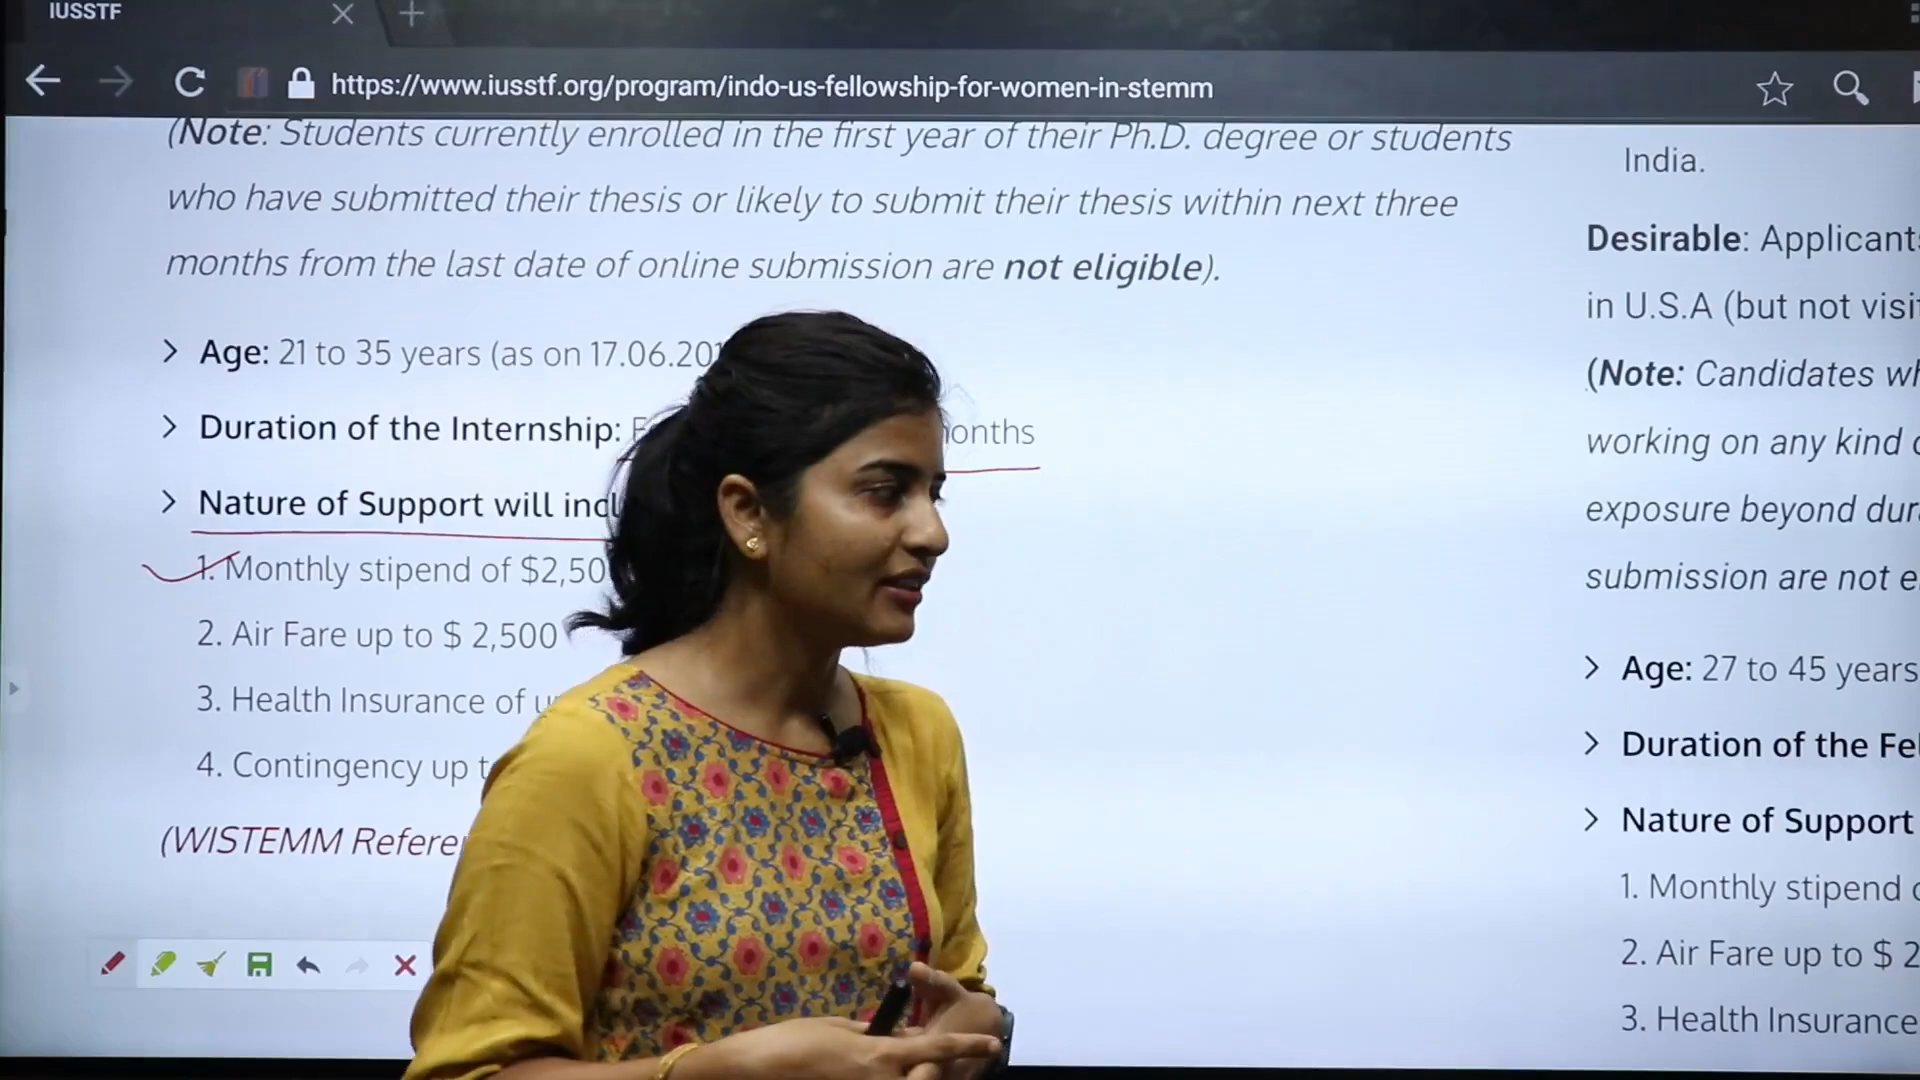 IUSSTF
https://www.iusstf.org/program/indo-us-fellowship-for-women-in-stemm
(Note: Students currently enrolled in the first year of their Ph.D. degree or students
who have submitted their thesis or likely to submit their thesis within next three
months from the last date of online submission are not eligible).
Age: 21 to 35 years (as on 17.06.201
Duration of the Internship:
onths
Nature of Support will incl
1. Monthly stipend of $2,50
2. Air Fare up to $ 2,500
3. Health Insurance of u
4. Contingency up t
(WISTEMM Refere
India.
Desirable: Applicants
in U.S.A (but not visi
(Note: Candidates wh
working on any kind o
exposure beyond dur
submission are not e
Age: 27 to 45 years
Duration of the Fel
Nature of Support
1. Monthly stipend o
2. Air Fare up to $ 2
3. Health Insurance